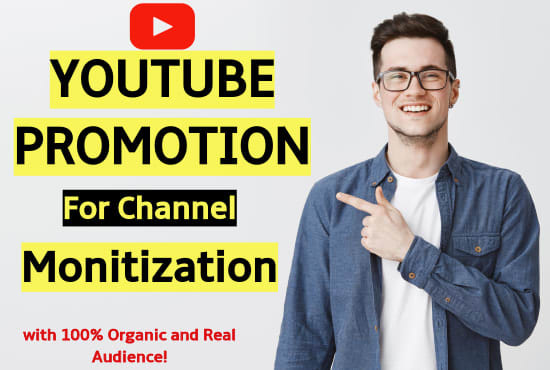 YOUTUBE
PROMOTION
For Channel
Monitization
with 100% Organic and Real
Audience!